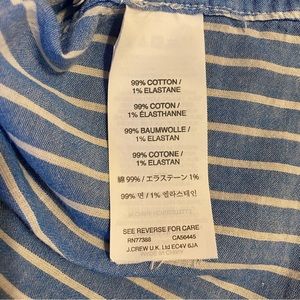 99% COTTON /
1% ELASTANE
99% COTON /
1% ÉLASTHANNE
99% BAUMWOLLE /
1% ELASTAN
99% COTONE /
1% ELASTAN
綿 99% / エラステーン 1%
99% 면 / 1% 엘라스테인
SEE REVERSE FOR CARE
RN77388 CA56445
J.CREW U.K. Ltd EC4V 6JA